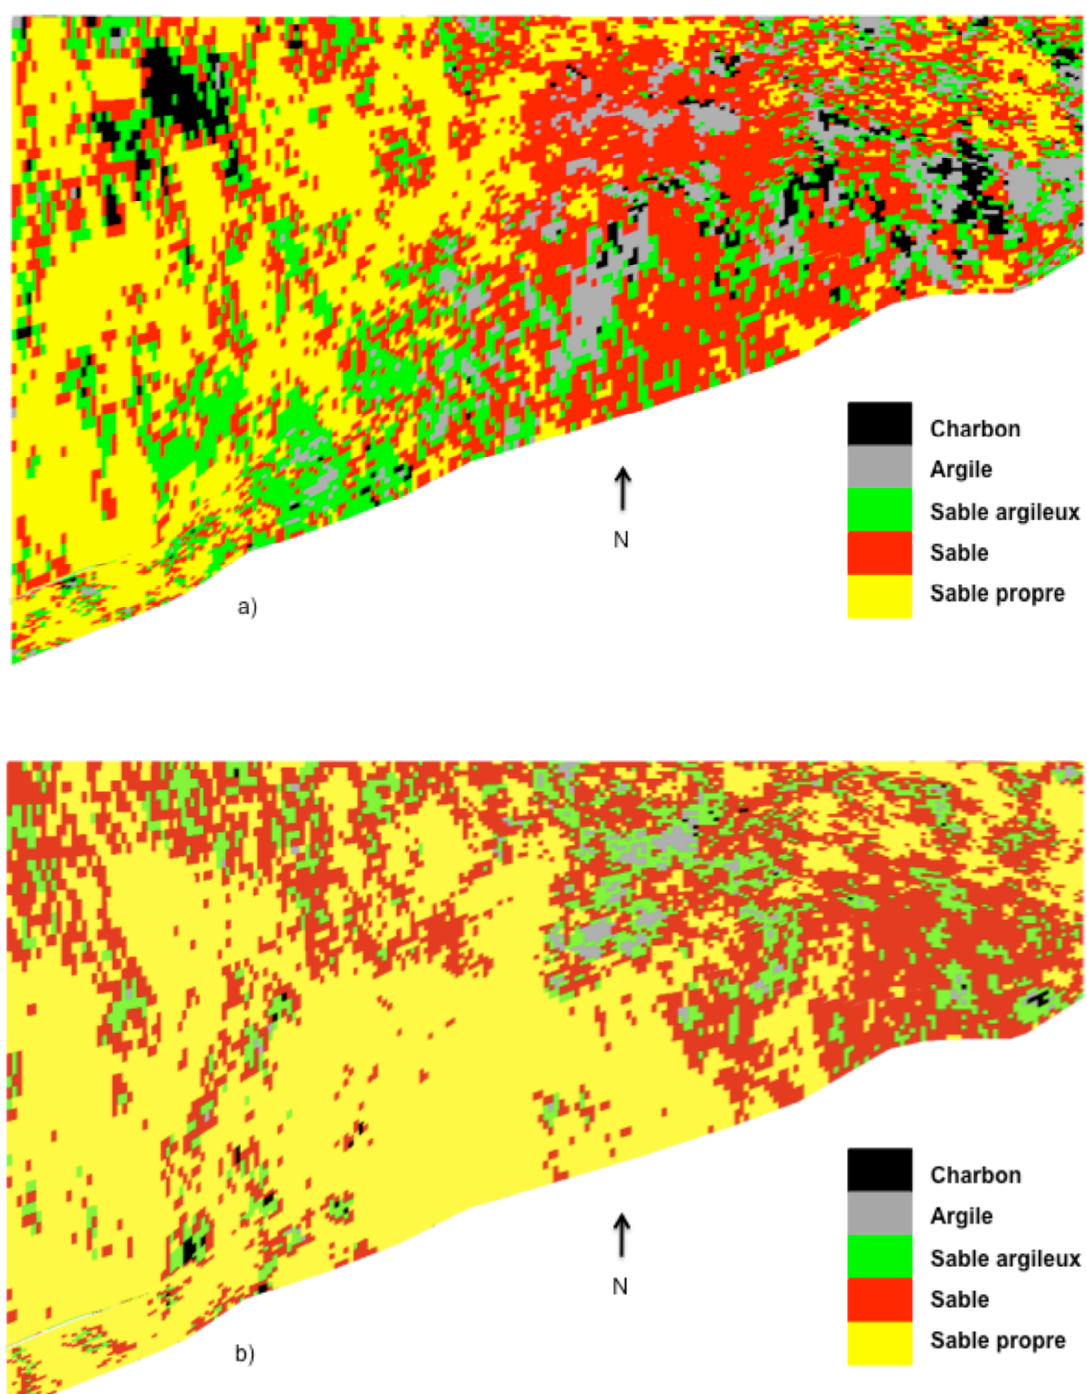 Charbon
Argile
Sable argileux
Sable
Sable propre
N
a)
Charbon
Argile
Sable argileux
Sable
Sable propre
N
b)